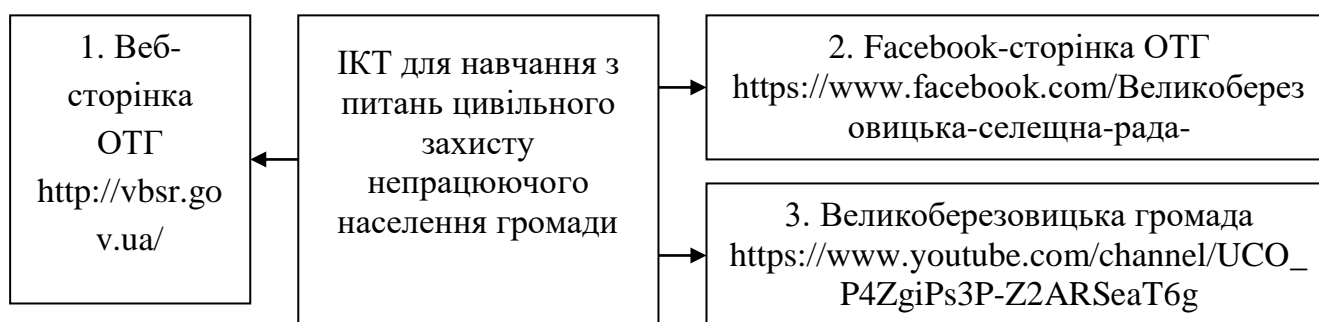 1. Веб-
сторінка
ОТГ
http://vbsr.go
v.ua/
ІКТ для навчання з
питань цивільного
захисту
непрацюючого
населення громади
2. Facebook-сторінка ОТГ
https://www.facebook.com/Великоберез
овицька-селещна-рада-
3. Великоберезовицька громада
https://www.youtube.com/channel/UCO_
P4ZgiPs3P-Z2ARSeaT6g